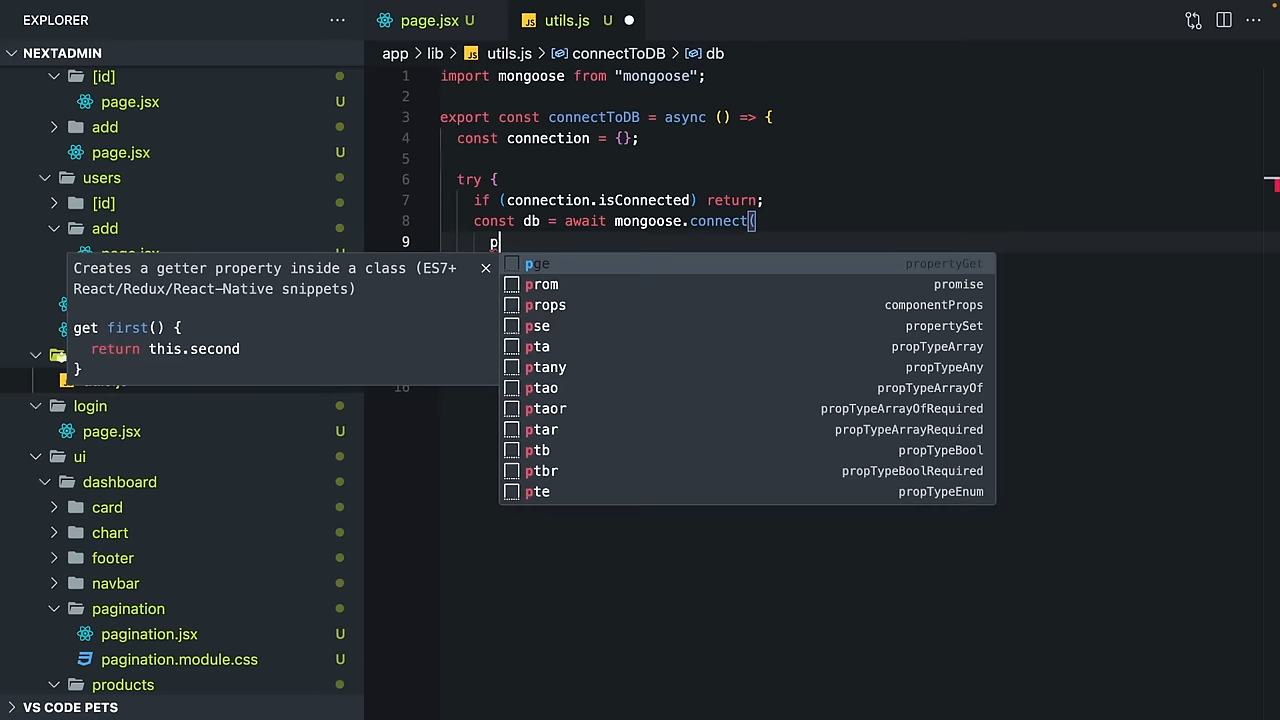 EXPLORER
NEXTADMIN
[id]
page.jsx U
add
page.jsx U
users
[id]
add
login
page.jsx U
ui
dashboard
card
chart
footer
navbar
pagination
pagination.jsx U
pagination.module.css U
products
VS CODE PETS
page.jsx U
utils.js U
app > lib > utils.js > connectToDB > db
1 import mongoose from "mongoose";
2
3 export const connectToDB = async () => {
4 const connection = {};
5
6 try {
7 if (connection.isConnected) return;
8 const db = await mongoose.connect(
9 p
16
Creates a getter property inside a class (ES7+
React/Redux/React-Native snippets)
get first() {
return this.second
}
pge propertyGet
prom promise
props componentProps
pse propertySet
pta propTypeArray
ptany propTypeAny
ptao propTypeArrayOf
ptaor propTypeArrayOfRequired
ptar propTypeArrayRequired
ptb propTypeBool
ptbr propTypeBoolRequired
pte propTypeEnum